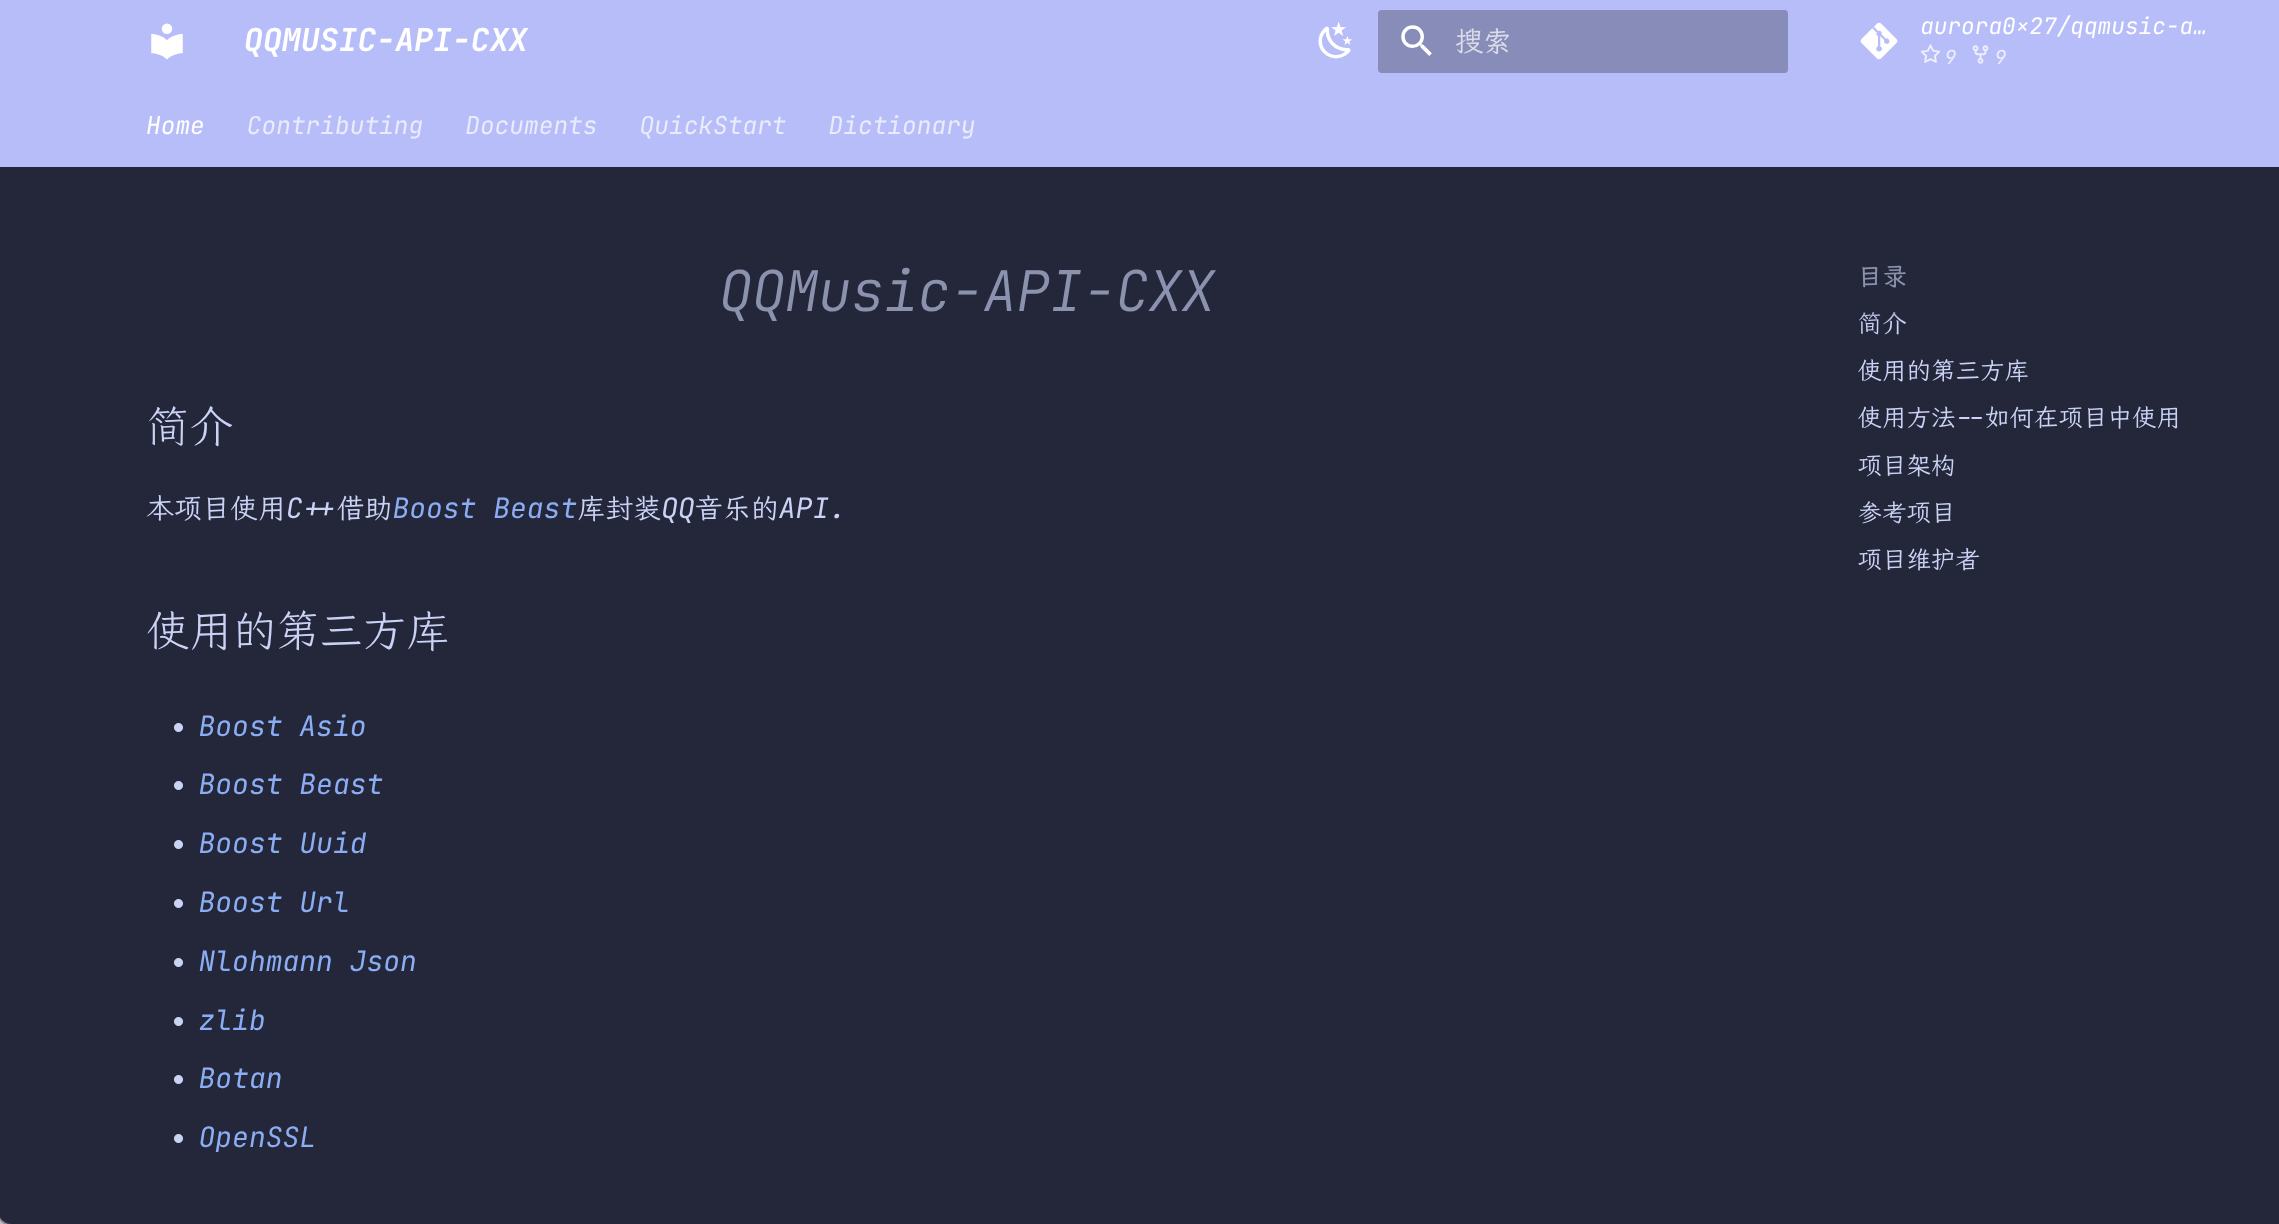 QQMUSIC-API-CXX
搜索
aurora0x27/qqmusic-a…
9 9
Home Contributing Documents QuickStart Dictionary
QQMusic-API-CXX
简介
本项目使用C++借助Boost Beast库封装QQ音乐的API.
使用的第三方库
Boost Asio
Boost Beast
Boost Uuid
Boost Url
Nlohmann Json
zlib
Botan
OpenSSL
目录
简介
使用的第三方库
使用方法--如何在项目中使用
项目架构
参考项目
项目维护者